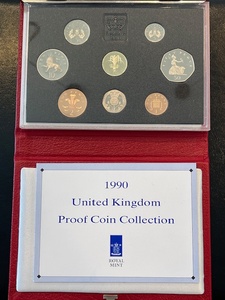 1990
United Kingdom
Proof Coin Collection
ROYAL
MINT